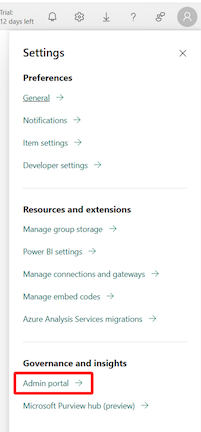 Trial:
12 days left
Settings
Preferences
General
Notifications
Item settings
Developer settings
Resources and extensions
Manage group storage
Power BI settings
Manage connections and gateways
Manage embed codes
Azure Analysis Services migrations
Governance and insights
Admin portal
Microsoft Purview hub (preview)